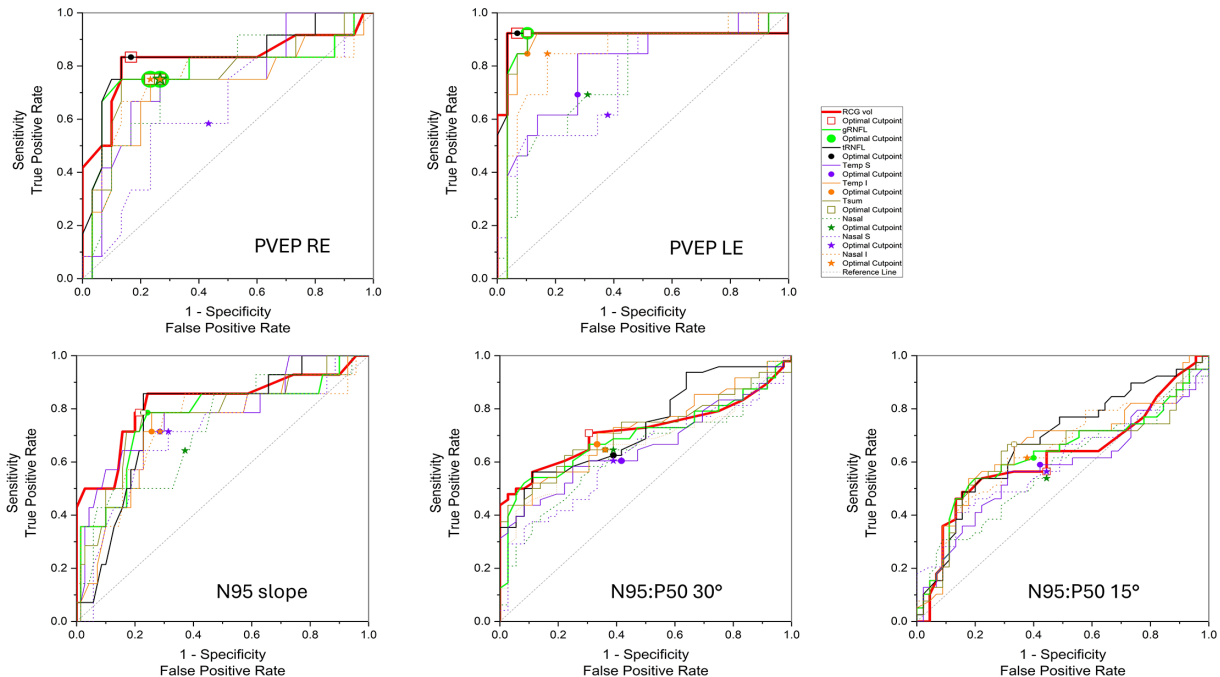 1.0
0.8
0.6
0.4
0.2
0.0
Sensitivity
True Positive Rate
PVEP RE
0.0 0.2 0.4 0.6 0.8 1.0
1 - Specificity
False Positive Rate
1.0
0.8
0.6
0.4
0.2
0.0
Sensitivity
True Positive Rate
PVEP LE
0.0 0.2 0.4 0.6 0.8 1.0
1 - Specificity
False Positive Rate
RCG vol
Optimal Cutpoint
gRNFL
Optimal Cutpoint
tRNFL
Optimal Cutpoint
Temp S
Optimal Cutpoint
Temp I
Optimal Cutpoint
Tsum
Optimal Cutpoint
Nasal
Optimal Cutpoint
Nasal S
Optimal Cutpoint
Nasal I
Optimal Cutpoint
Reference Line
1.0
0.8
0.6
0.4
0.2
0.0
Sensitivity
True Positive Rate
N95 slope
0.0 0.2 0.4 0.6 0.8 1.0
1 - Specificity
False Positive Rate
1.0
0.8
0.6
0.4
0.2
0.0
Sensitivity
True Positive Rate
N95:P50 30º
0.0 0.2 0.4 0.6 0.8 1.0
1 - Specificity
False Positive Rate
1.0
0.8
0.6
0.4
0.2
0.0
Sensitivity
True Positive Rate
N95:P50 15º
0.0 0.2 0.4 0.6 0.8 1.0
1 - Specificity
False Positive Rate